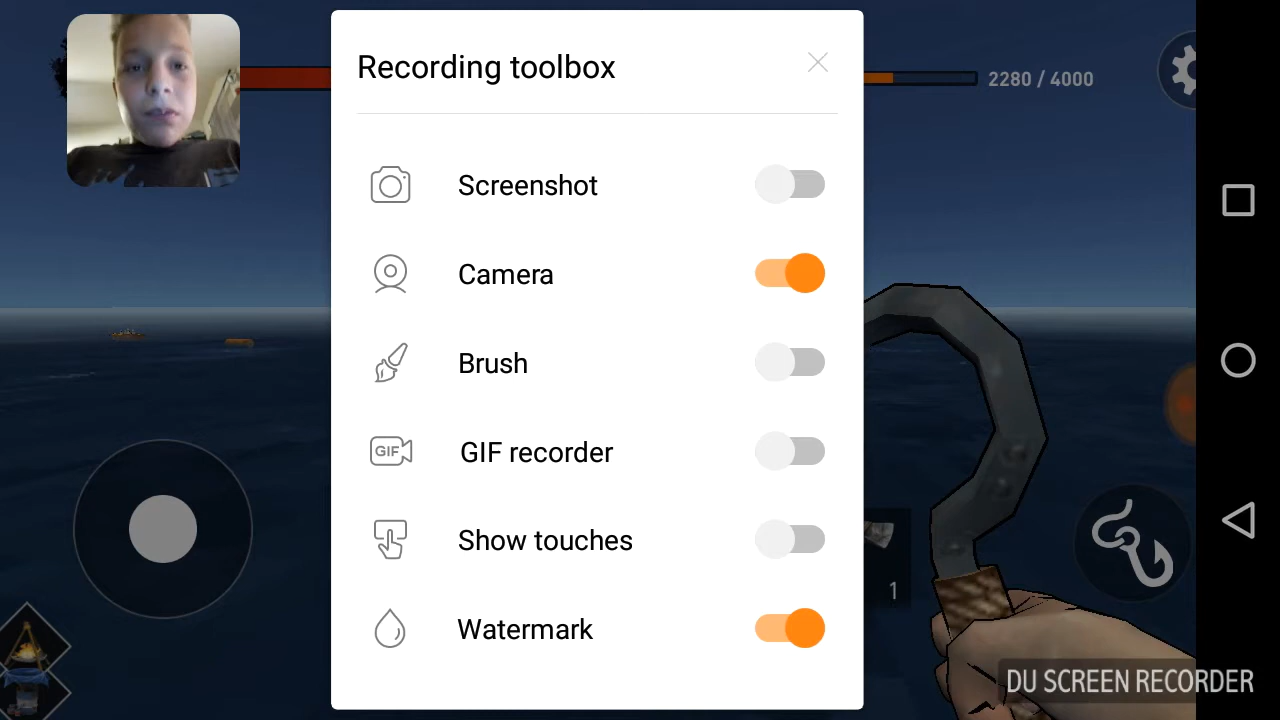 Recording toolbox
2280 / 4000
Screenshot
Camera
Brush
GIF
GIF recorder
Show touches
1
Watermark
DU SCREEN RECORDER